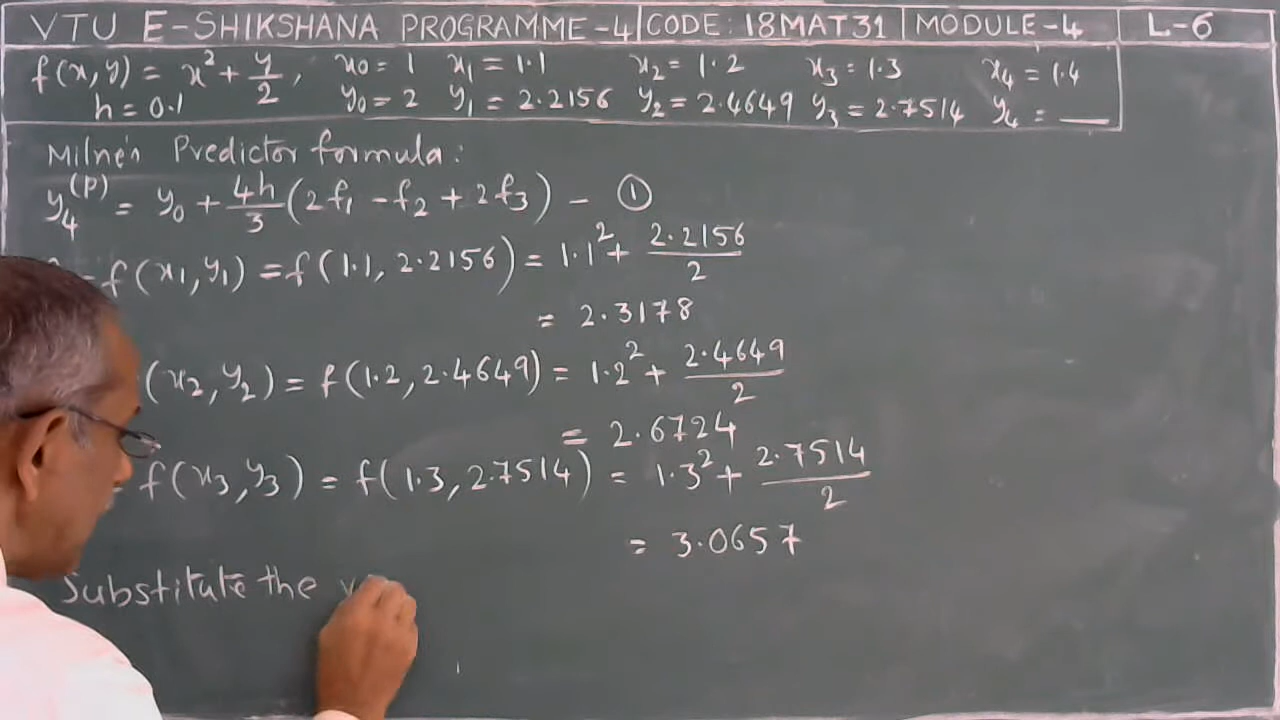 VTU E-SHIKSHANA PROGRAMME-4 CODE: 18MAT31 MODULE-4 L-6
f(x,y) = x² + y/2, x0 = 1 x1 = 1.1 x2 = 1.2 x3 = 1.3 x4 = 1.4
h = 0.1 y0 = 2 y1 = 2.2156 y2 = 2.4649 y3 = 2.7514 y4 = __
Milne's Predictor formula:
y4^(P) = y0 + 4h/3 (2f1 - f2 + 2f3) - ①
= f(x1, y1) = f(1.1, 2.2156) = 1.1² + 2.2156/2
= 2.3178
(x2, y2) = f(1.2, 2.4649) = 1.2² + 2.4649/2
= 2.6724
= f(x3, y3) = f(1.3, 2.7514) = 1.3² + 2.7514/2
= 3.0657
Substitute the